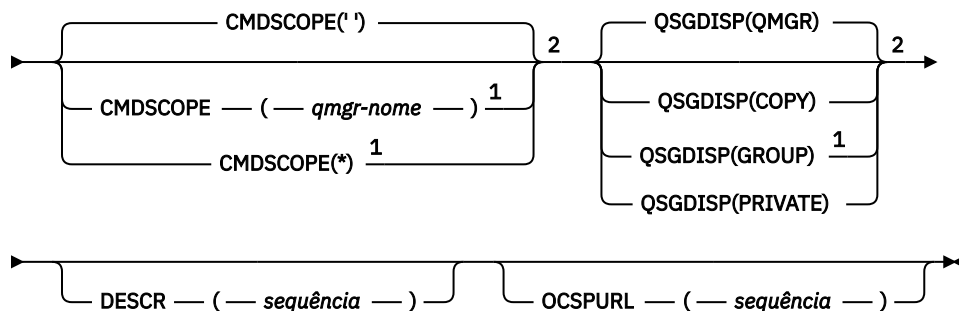 CMDSCOPE(' ')
2
CMDSCOPE ( qmgr-nome ) 1
CMDSCOPE(*) 1
QSGDISP(QMGR)
2
QSGDISP(COPY)
QSGDISP(GROUP) 1
QSGDISP(PRIVATE)
DESCR ( sequência )
OCSPURL ( sequência )